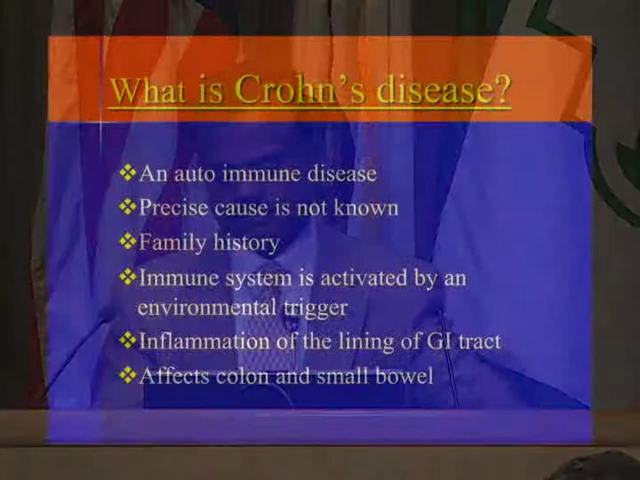 What is Crohn's disease?
❖An auto immune disease
❖Precise cause is not known
❖Family history
❖Immune system is activated by an
environmental trigger
❖Inflammation of the lining of GI tract
❖Affects colon and small bowel